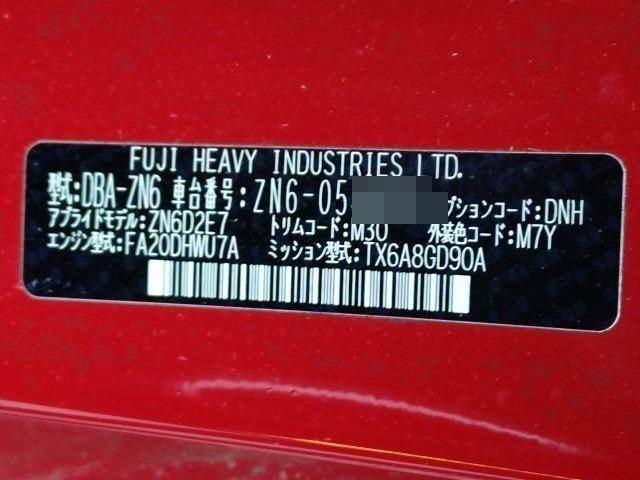 FUJI HEAVY INDUSTRIES LTD.
型式:DBA-ZN6 車台番号:ZN6-05 プションコード:DNH
アプライドモデル:ZN6D2E7 トリムコード:M30 外装色コード:M7Y
エンジン型式:FA20DHWU7A ミッション型式:TX6A8GD90A